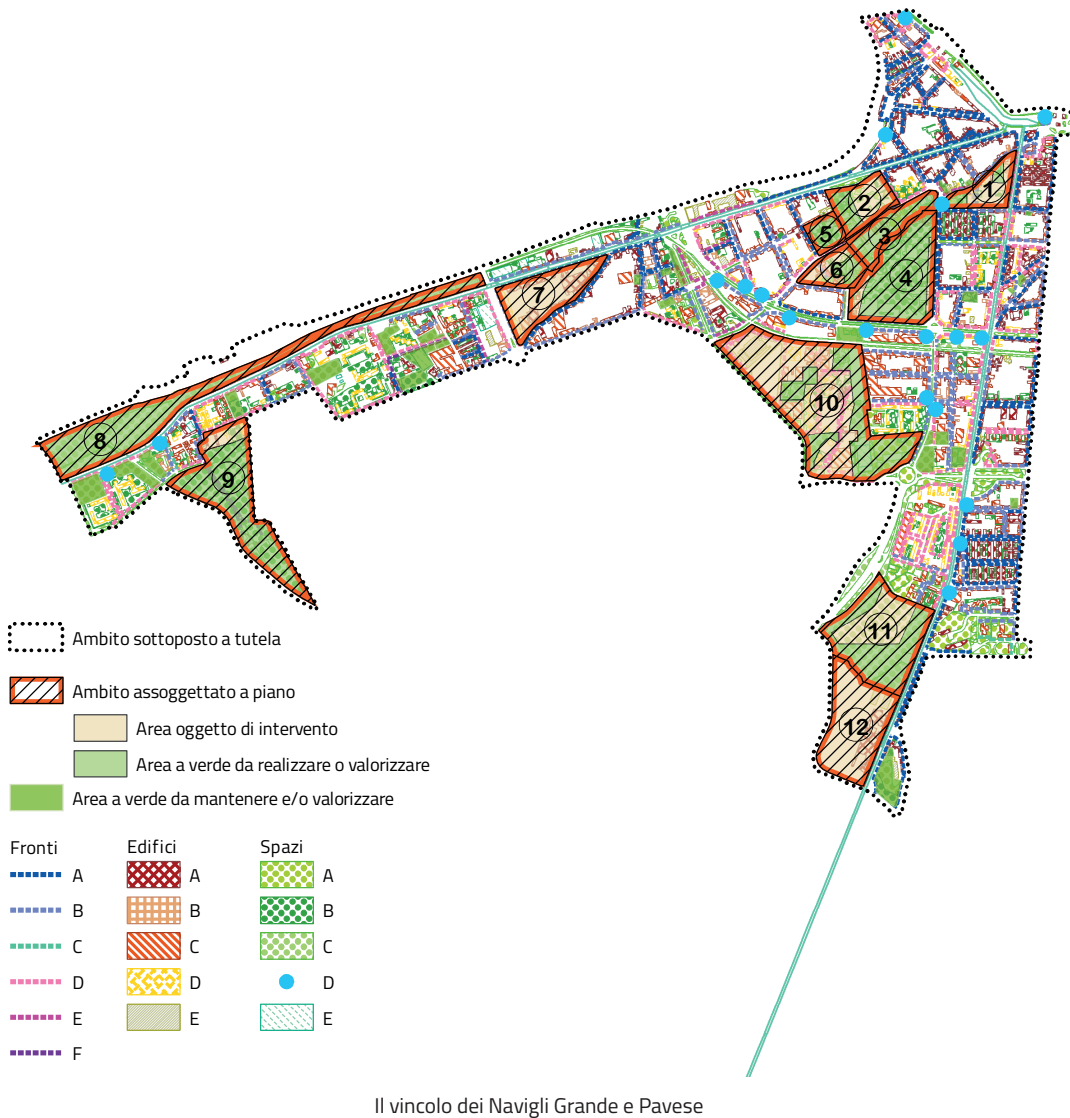 1
2
3
5
6
4
7
10
8
9
11
12
Ambito sottoposto a tutela
Ambito assoggettato a piano
Area oggetto di intervento
Area a verde da realizzare o valorizzare
Area a verde da mantenere e/o valorizzare
Fronti Edifici Spazi
A A A
B B B
C C C
D D D
E E E
F
Il vincolo dei Navigli Grande e Pavese